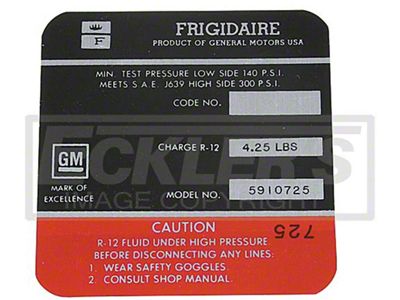 F
FRIGIDAIRE
PRODUCT OF GENERAL MOTORS USA
MIN. TEST PRESSURE LOW SIDE 140 P.S.I.
MEETS S A E. J639 HIGH SIDE 300 P.S.I.
CODE NO.
CHARGE R-12 4.25 LBS
GM
MARK OF
EXCELLENCE
MODEL NO. 5910725
ECKLER'S
IMAGE COPYRIGHT
725
CAUTION
R-12 FLUID UNDER HIGH PRESSURE
BEFORE DISCONNECTING ANY LINES:
1. WEAR SAFETY GOGGLES.
2. CONSULT SHOP MANUAL.